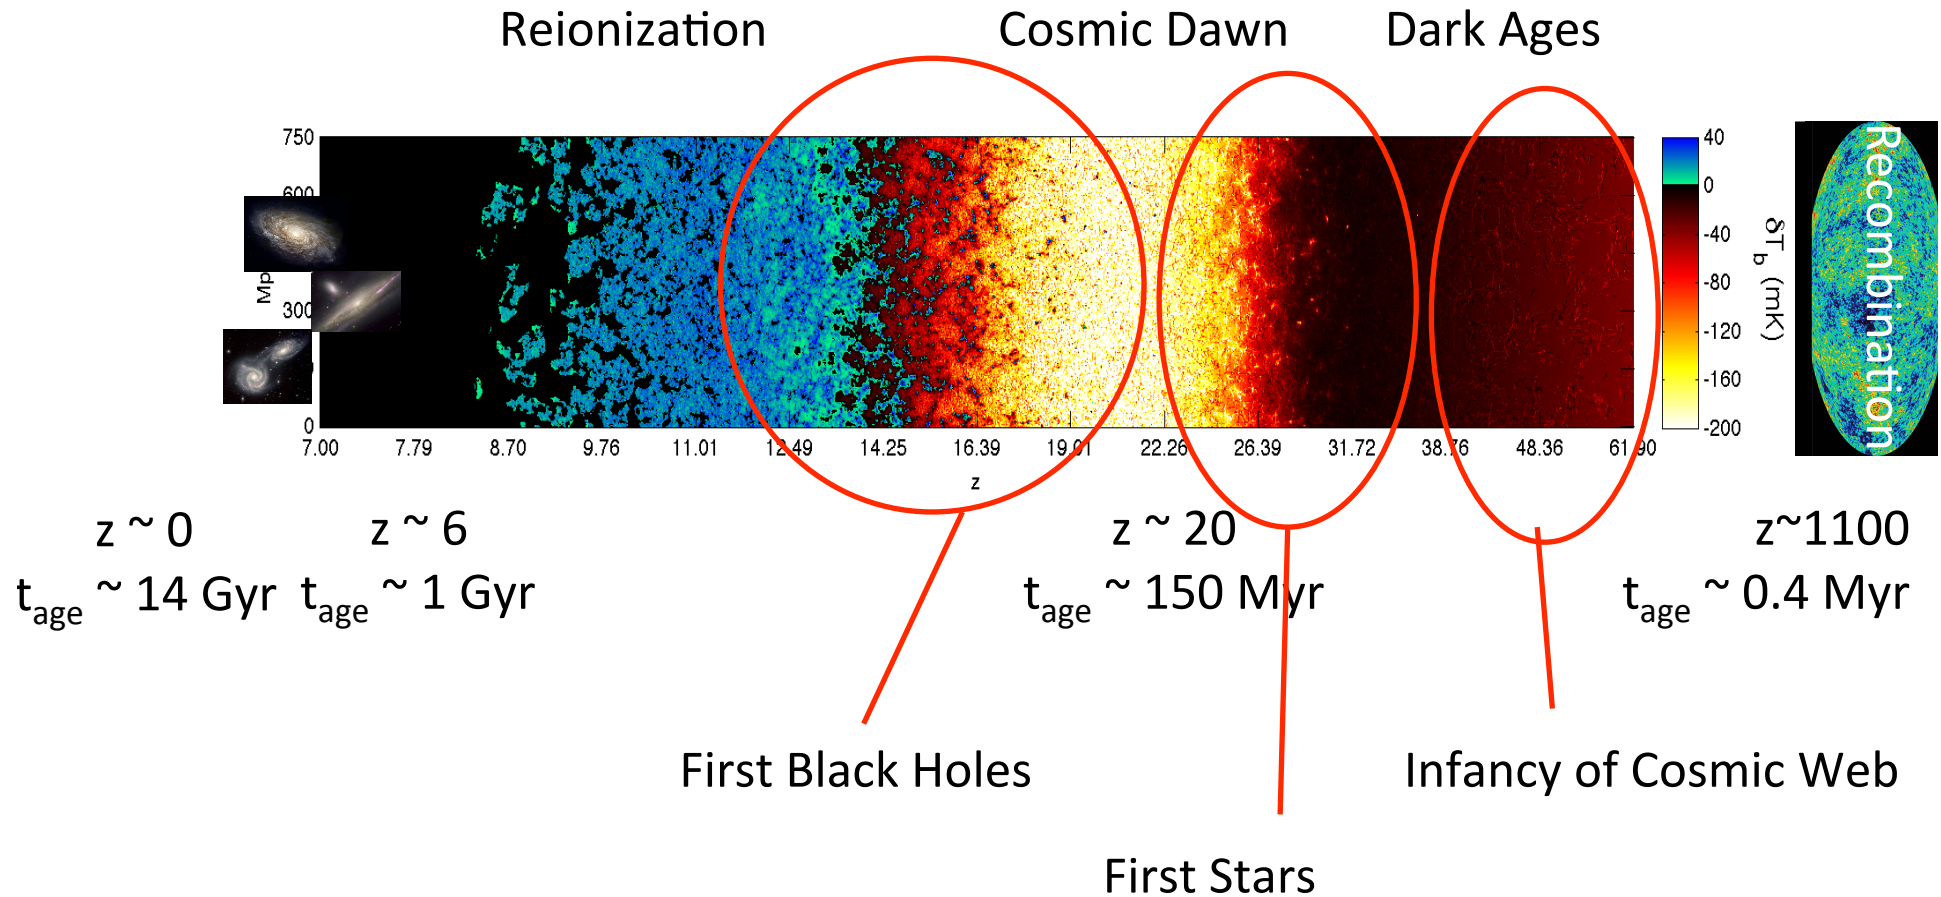 Reionization Cosmic Dawn Dark Ages
750
600
300
0
Mp
7.00 7.79 8.70 9.76 11.01 12.49 14.25 16.39 19.01 22.26 26.39 31.72 38.76 48.36 61.90
z
40
0
-40
-80
-120
-160
-200
δTb (mK)
Recombination
z ~ 0 z ~ 6 z ~ 20 z~1100
tage ~ 14 Gyr tage ~ 1 Gyr tage ~ 150 Myr tage ~ 0.4 Myr
First Black Holes Infancy of Cosmic Web
First Stars